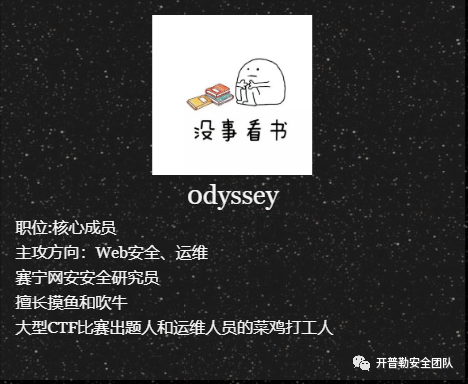 没事看书
odyssey
职位:核心成员
主攻方向：Web安全、运维
赛宁网安安全研究员
擅长摸鱼和吹牛
大型CTF比赛出题人和运维人员的菜鸡打工人
开普勒安全团队